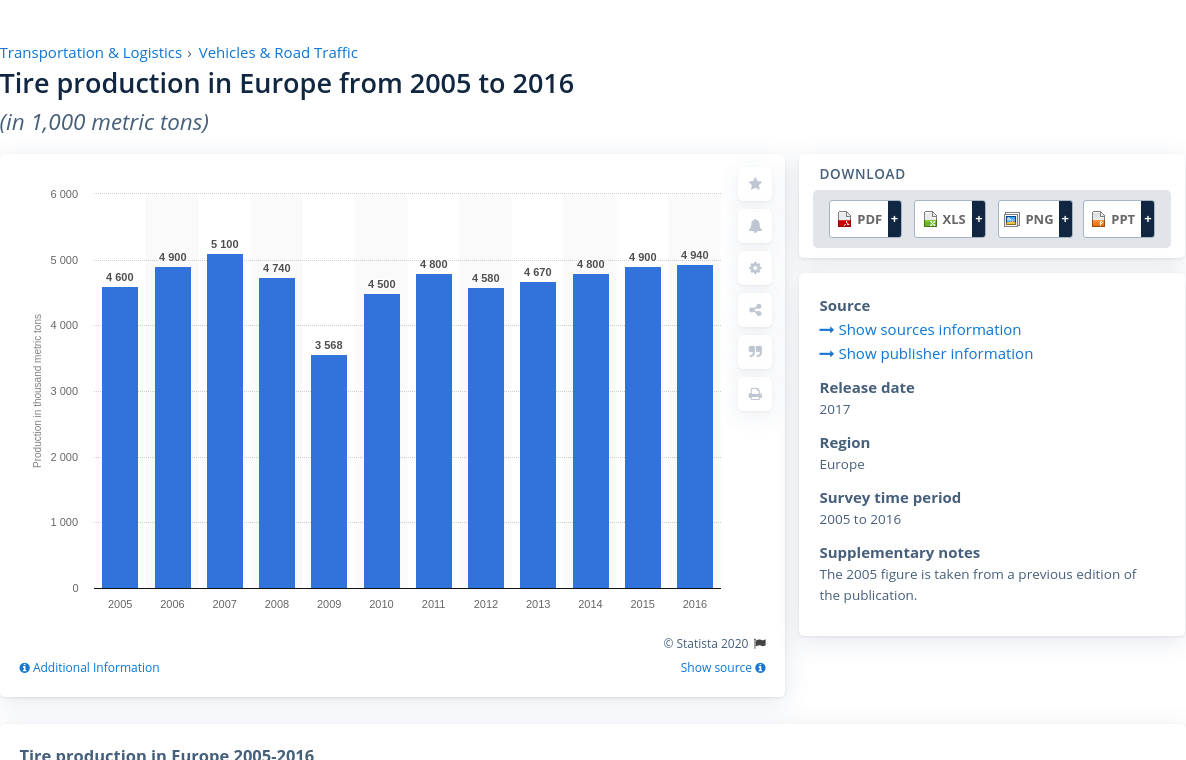 Transportation & Logistics › Vehicles & Road Traffic
Tire production in Europe from 2005 to 2016
(in 1,000 metric tons)
Production in thousand metric tons
6 000
5 000
4 000
3 000
2 000
1 000
0
4 600
4 900
5 100
4 740
3 568
4 500
4 800
4 580
4 670
4 800
4 900
4 940
2005 2006 2007 2008 2009 2010 2011 2012 2013 2014 2015 2016
© Statista 2020
Additional Information
Show source
DOWNLOAD
PDF + XLS + PNG + PPT +
Source
Show sources information
Show publisher information
Release date
2017
Region
Europe
Survey time period
2005 to 2016
Supplementary notes
The 2005 figure is taken from a previous edition of
the publication.
Tire production in Europe 2005-2016